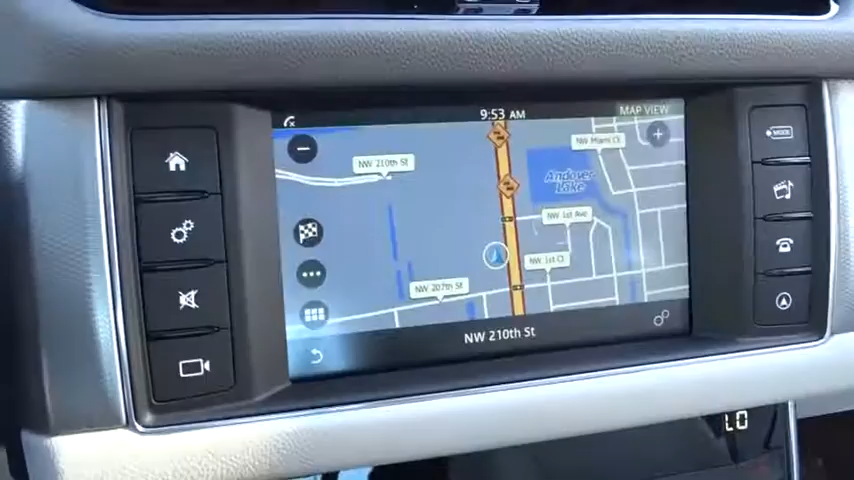 9:53 AM
MAP VIEW
MODE
NW Miami Ct
NW 210th St
Andover
Lake
NW 1st Ave
NW 1st Ct
NW 207th St
NW 210th St
LO